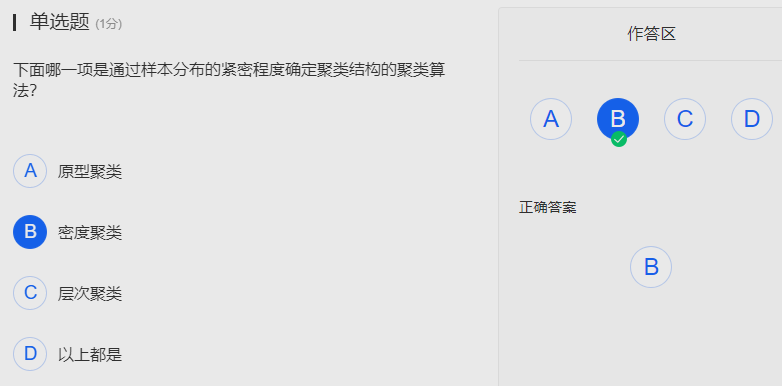 单选题 (1分)
下面哪一项是通过样本分布的紧密程度确定聚类结构的聚类算
法?
A 原型聚类
B 密度聚类
C 层次聚类
D 以上都是
作答区
A B C D
正确答案
B